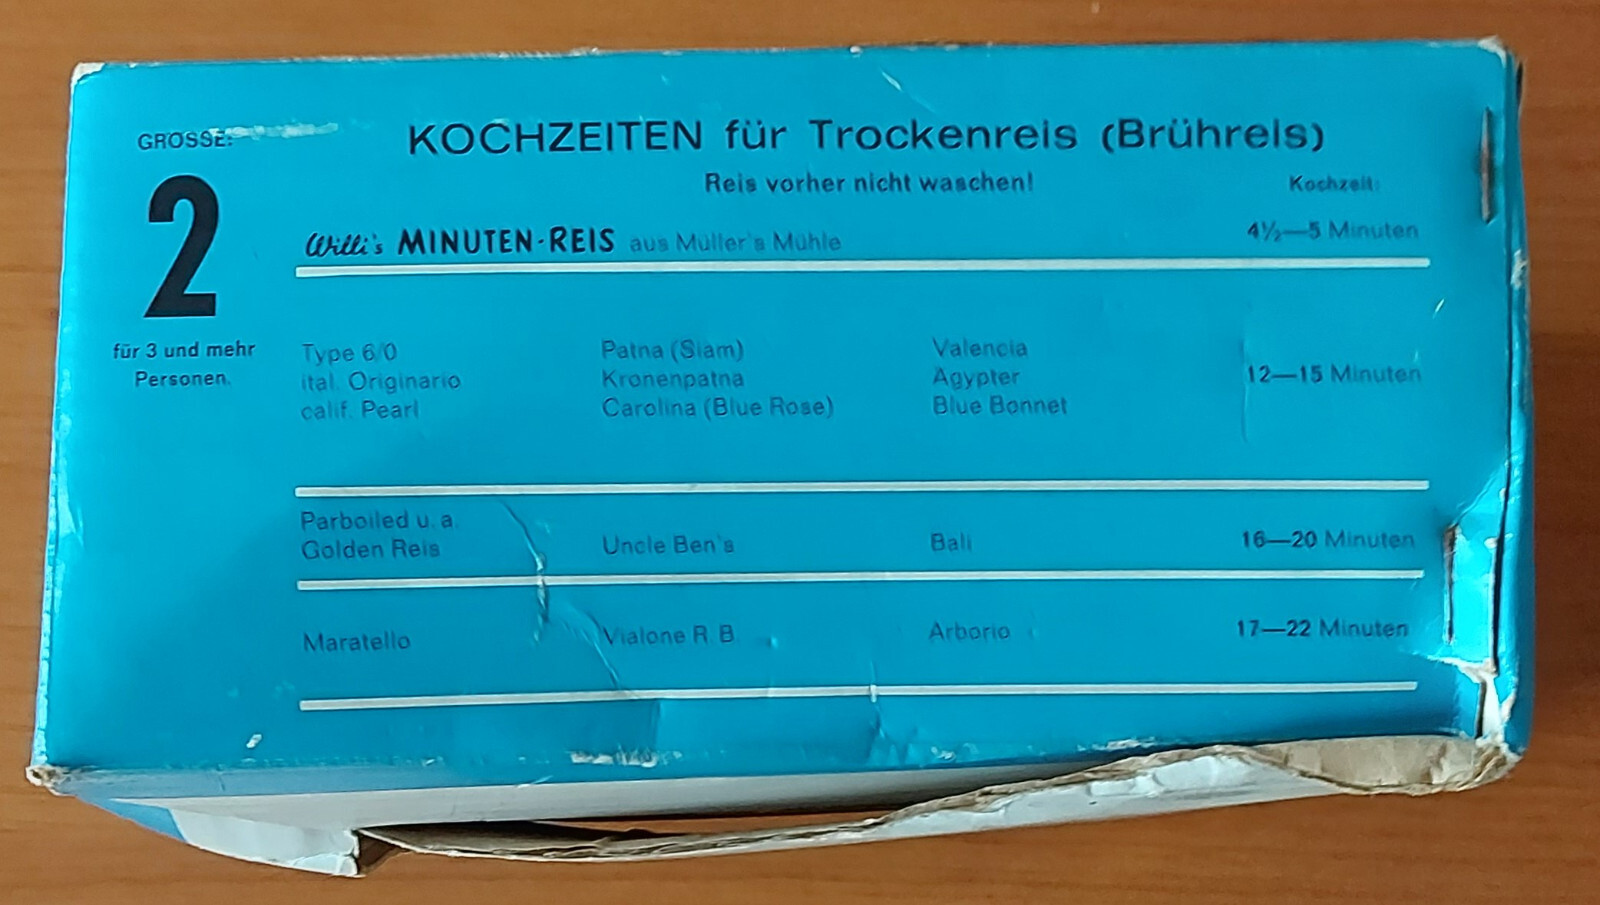 GROSSE:
2
für 3 und mehr
Personen.
KOCHZEITEN für Trockenreis (Brühreis)
Reis vorher nicht waschen!
Kochzeit:
Willi's MINUTEN-REIS aus Müller's Mühle 4½—5 Minuten
Type 6/0 Patna (Siam) Valencia
ital. Originario Kronenpatna Ägypter 12—15 Minuten
calif. Pearl Carolina (Blue Rose) Blue Bonnet
Parboiled u. a.
Golden Reis Uncle Ben's Bali 16—20 Minuten
Maratello Vialone R B Arborio 17—22 Minuten